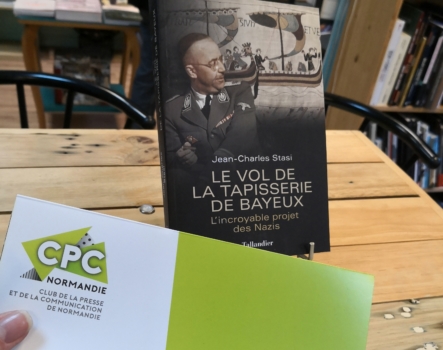 Jean-Charles Stasi
LE VOL DE
LA TAPISSERIE
DE BAYEUX
L'incroyable projet
des Nazis
Tallandier
CPC
NORMANDIE
CLUB DE LA PRESSE
ET DE LA COMMUNICATION
DE NORMANDIE